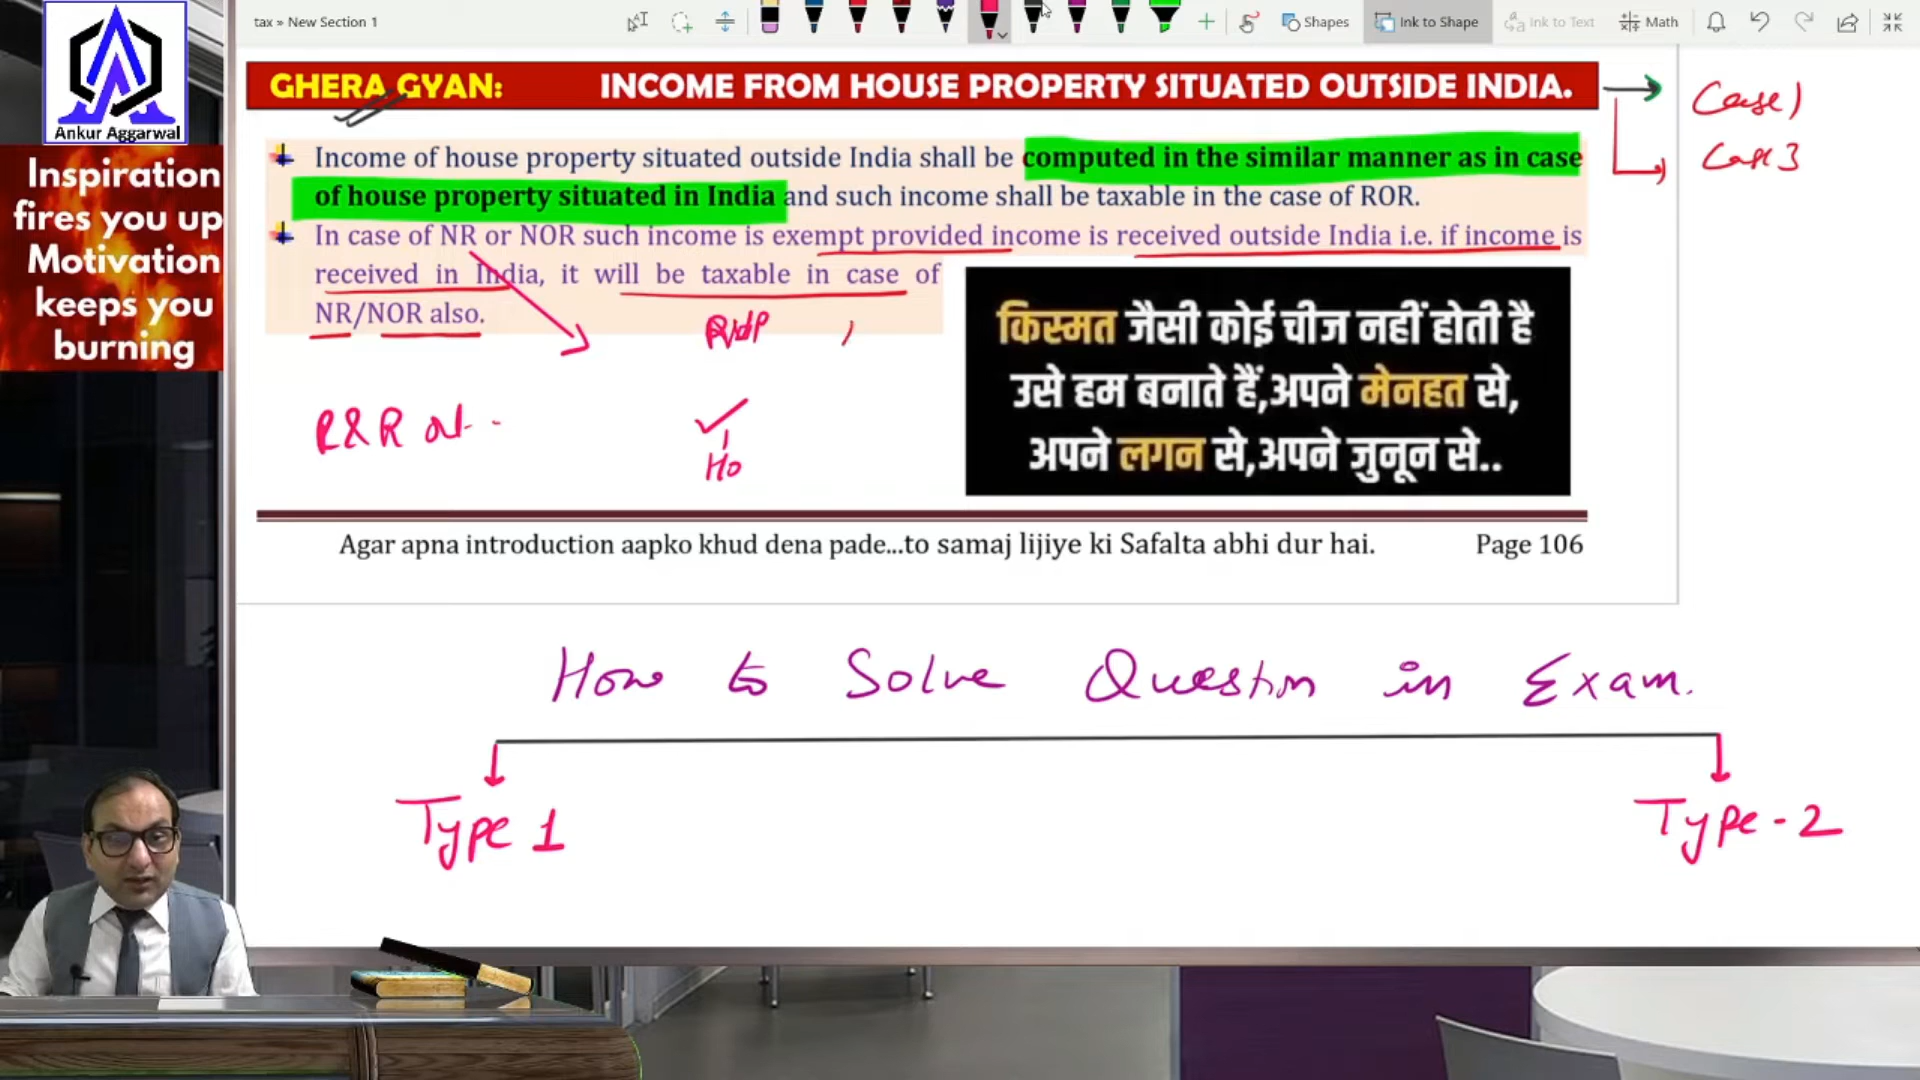 tax » New Section 1
Shapes
Ink to Shape
Ink to Text
Math
Ankur Aggarwal
Inspiration
fires you up
Motivation
keeps you
burning
GHERA GYAN: INCOME FROM HOUSE PROPERTY SITUATED OUTSIDE INDIA.
Case 1
Case 3
Income of house property situated outside India shall be computed in the similar manner as in case
of house property situated in India and such income shall be taxable in the case of ROR.
In case of NR or NOR such income is exempt provided income is received outside India i.e. if income is
received in India, it will be taxable in case of
NR/NOR also.
R&R
Ho
किस्मत जैसी कोई चीज नहीं होती है
उसे हम बनाते हैं,अपने मेनहत से,
अपने लगन से,अपने जुनून से..
Agar apna introduction aapko khud dena pade...to samaj lijiye ki Safalta abhi dur hai. Page 106
How to Solve Question in Exam.
Type 1
Type-2